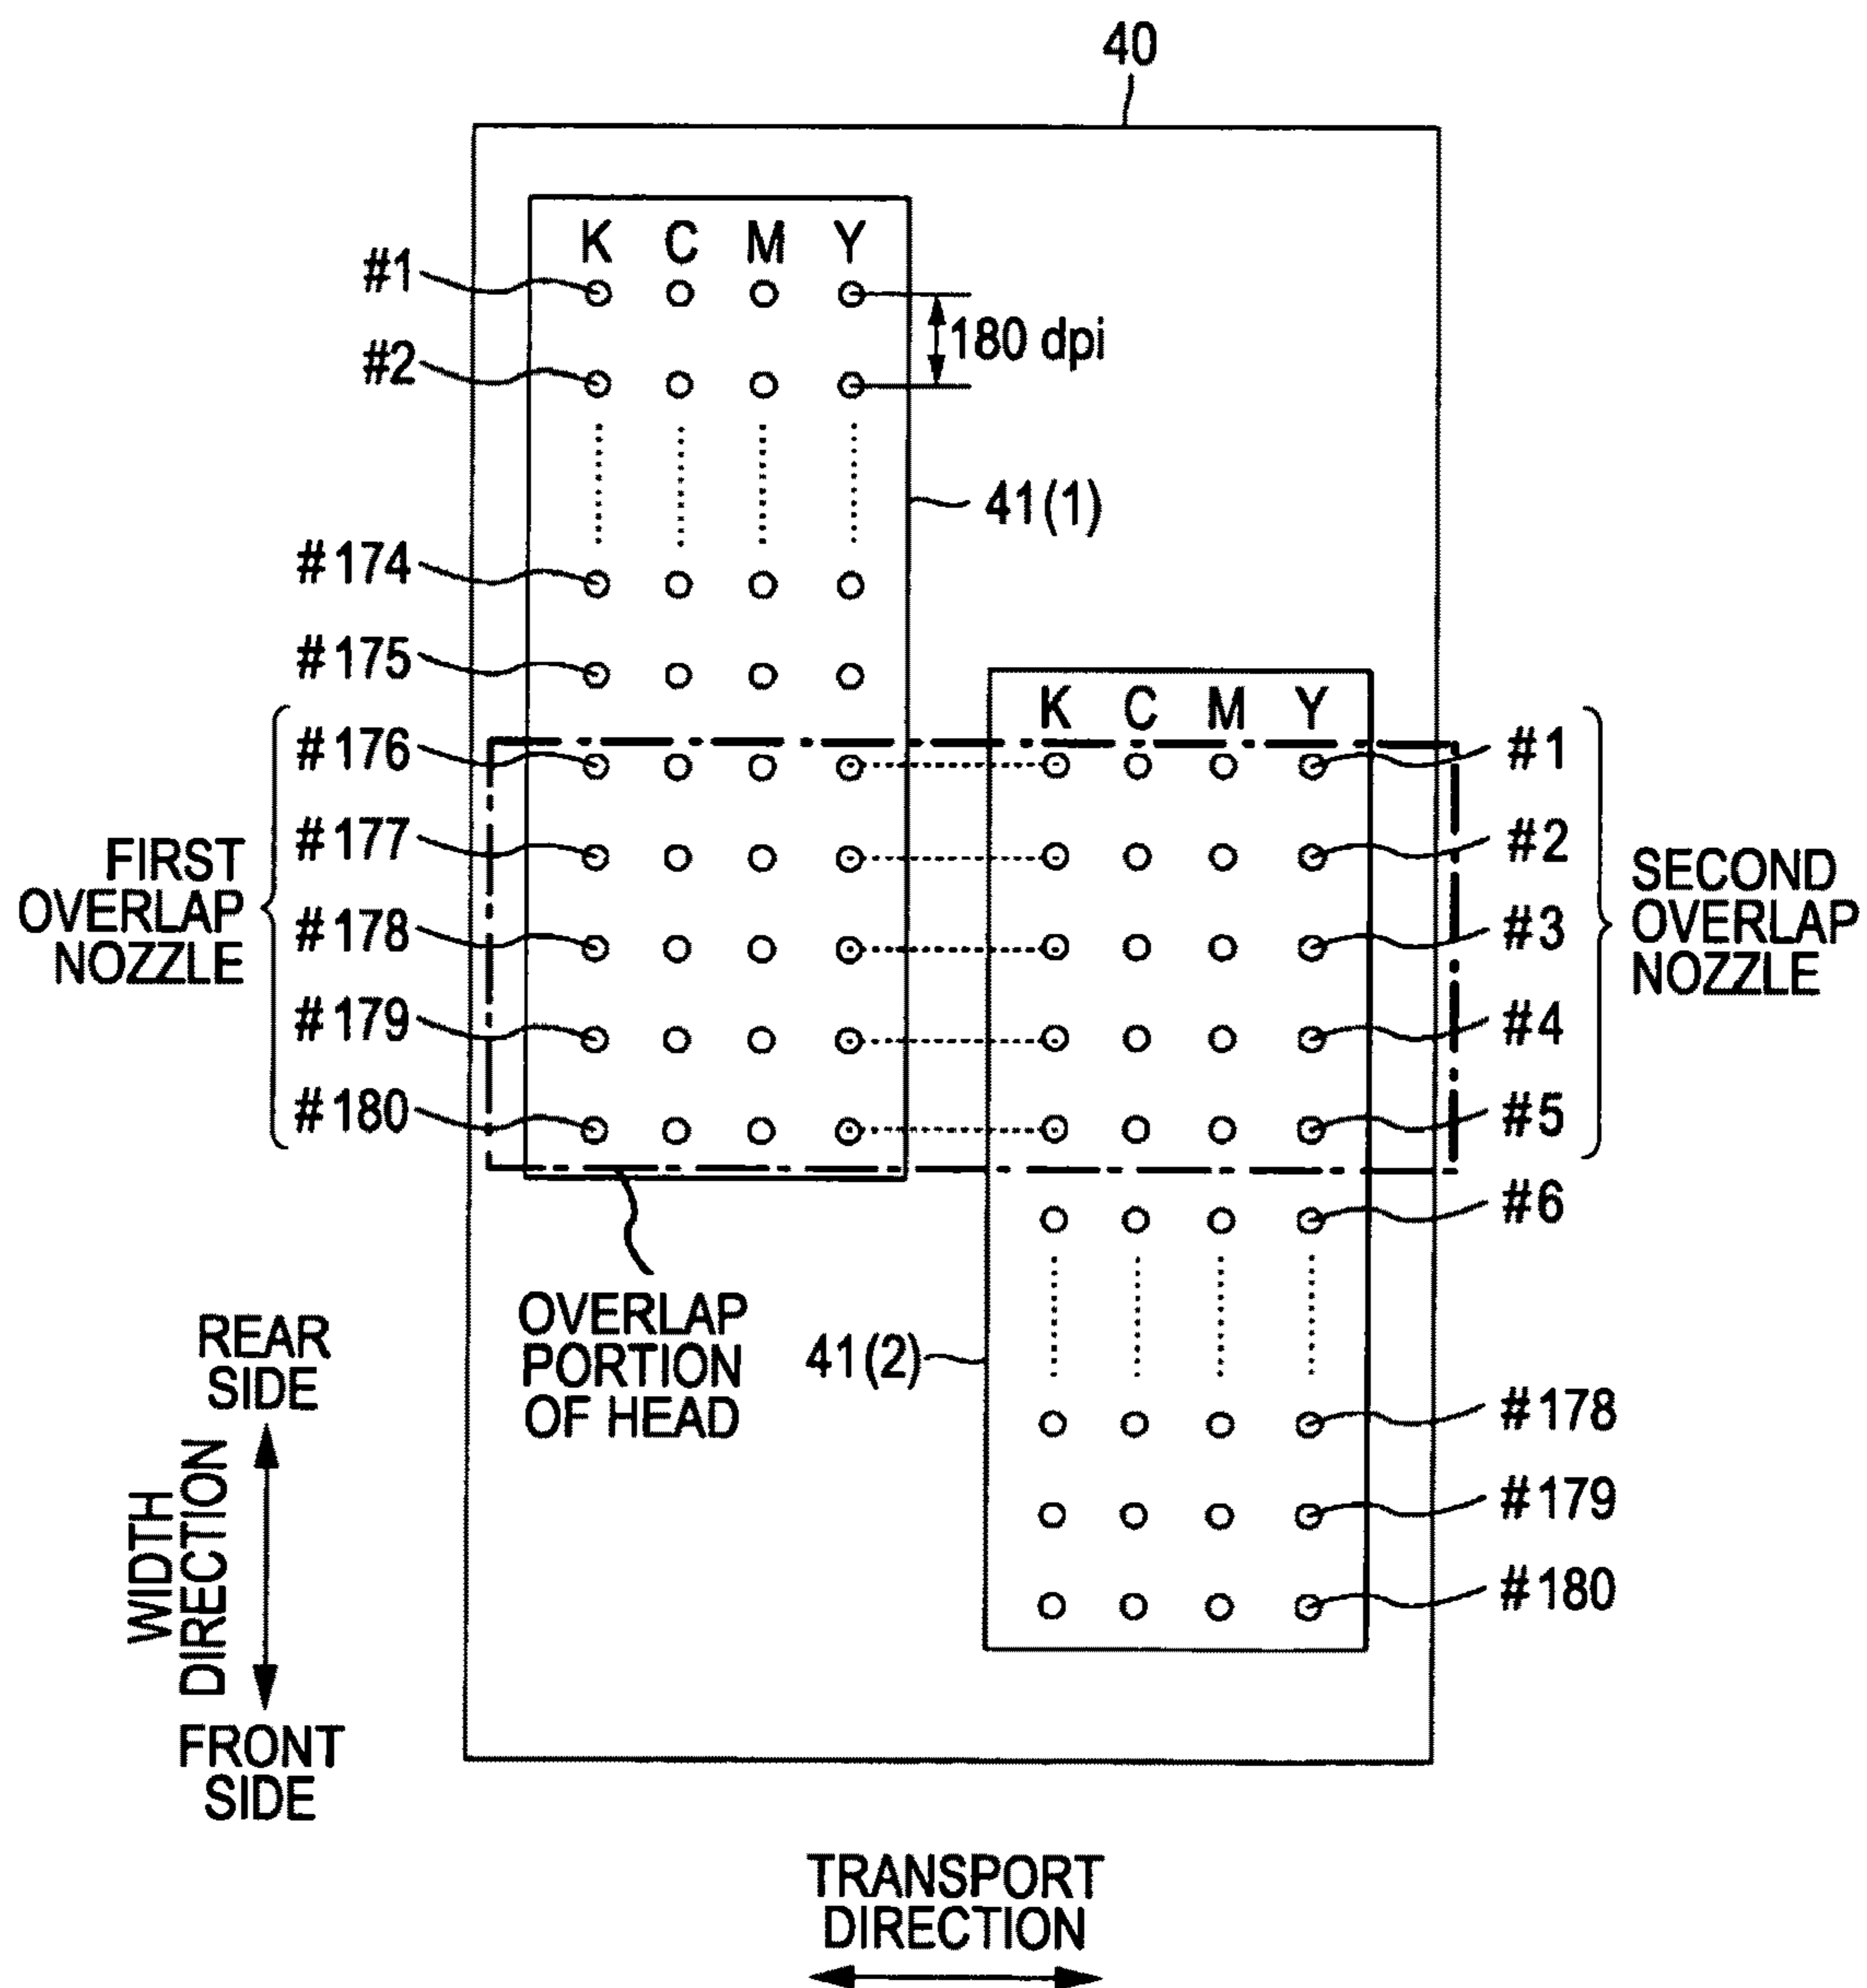 40
K C M Y
#1
#2
180 dpi
41(1)
#174
#175
K C M Y
#176
#177
#178
#179
#180
FIRST
OVERLAP
NOZZLE
#1
#2
#3
#4
#5
SECOND
OVERLAP
NOZZLE
#6
OVERLAP
PORTION
OF HEAD
41(2)
#178
#179
#180
REAR
SIDE
WIDTH
DIRECTION
FRONT
SIDE
TRANSPORT
DIRECTION